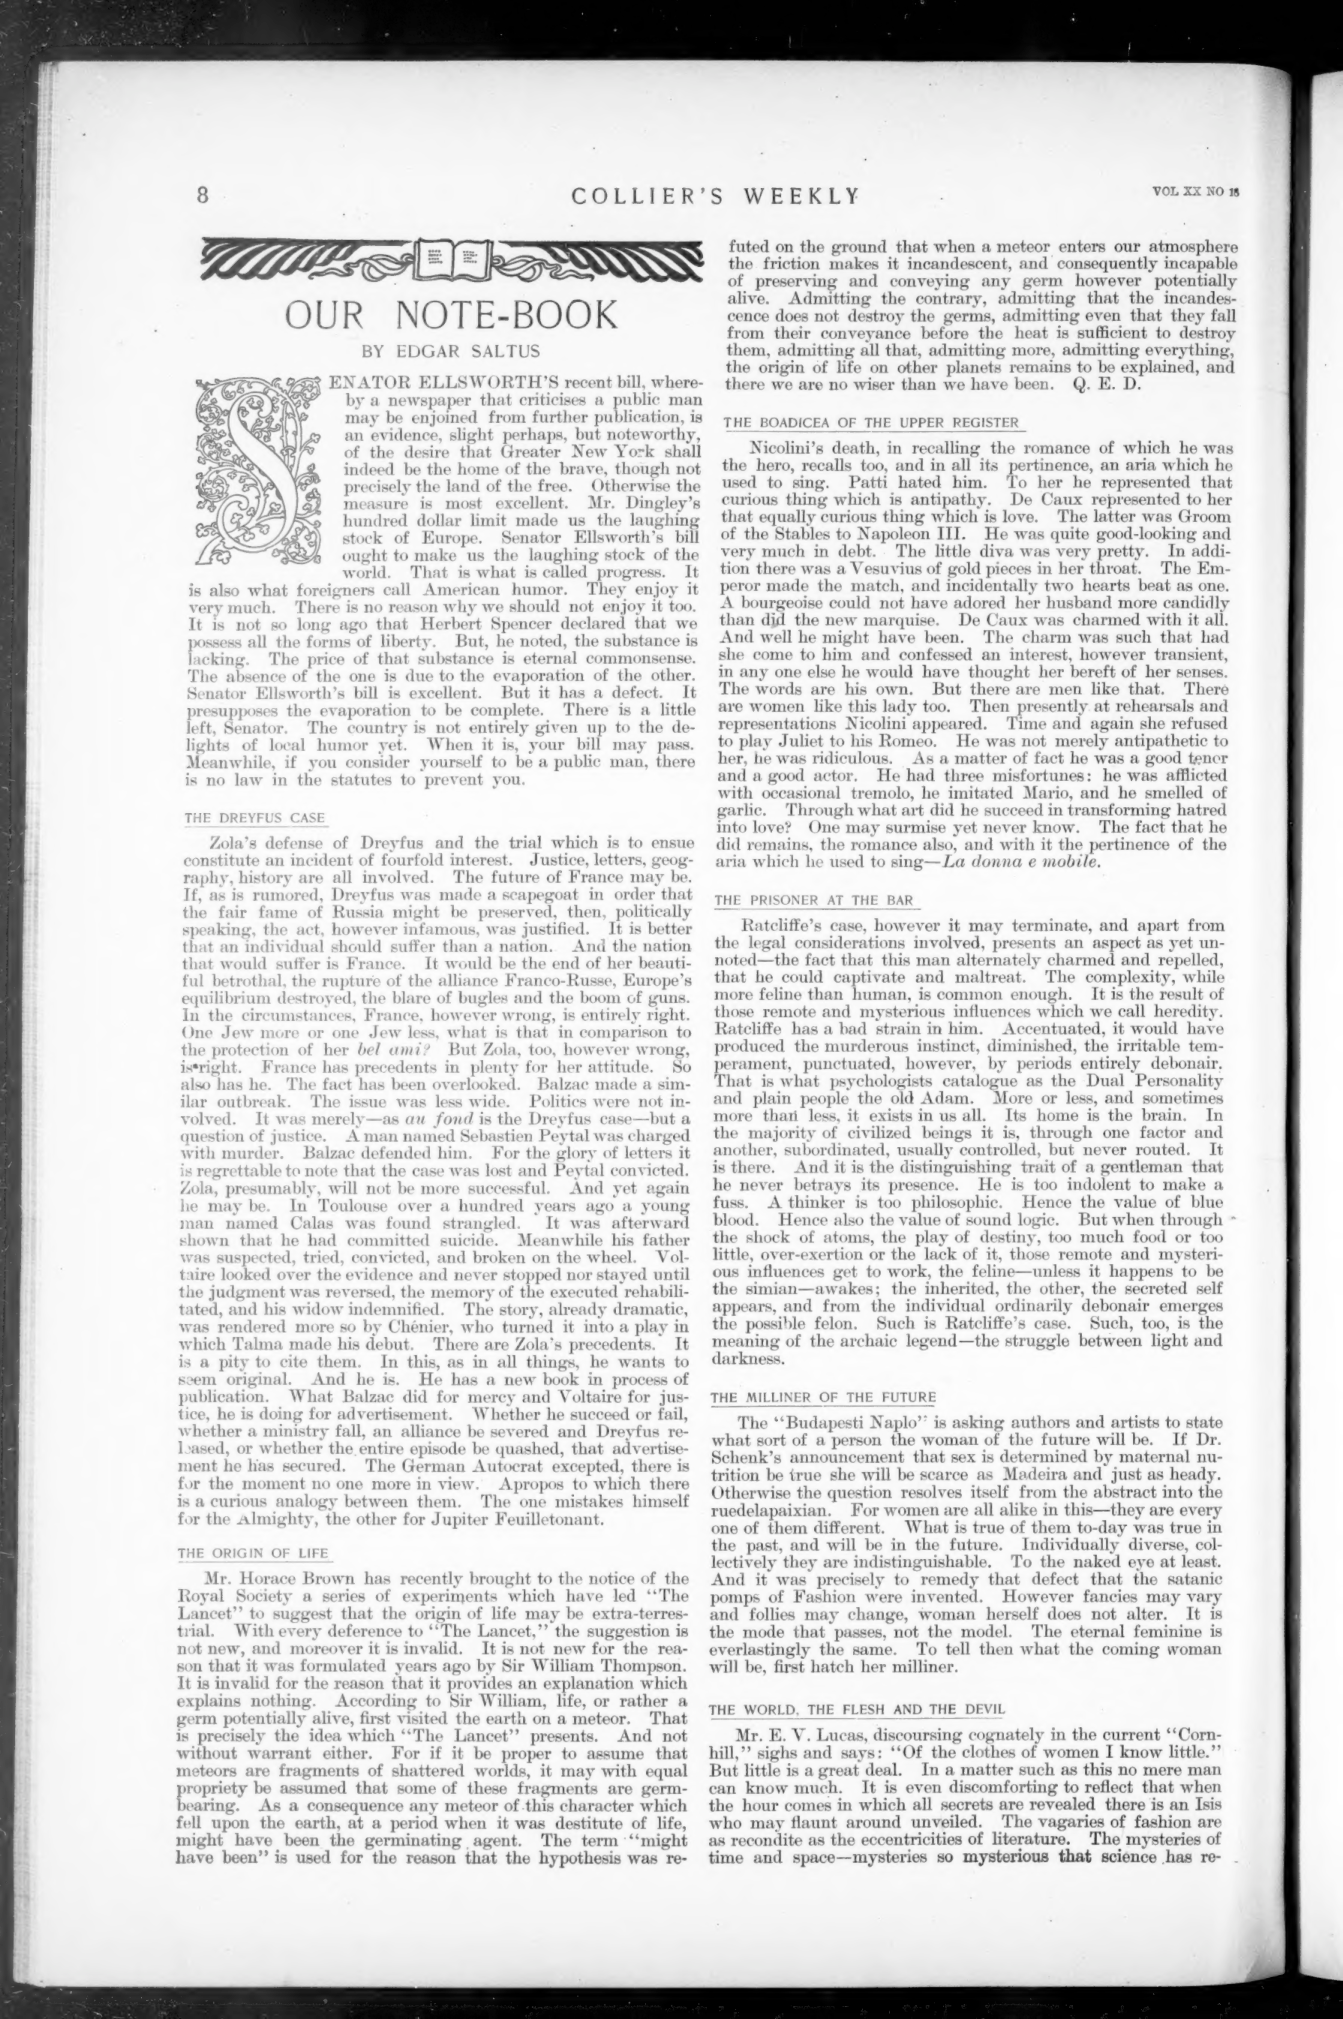 8
COLLIER'S WEEKLY
VOL XX NO 18
OUR NOTE-BOOK
BY EDGAR SALTUS
SENATOR ELLSWORTH'S recent bill, where-
by a newspaper that criticises a public man
may be enjoined from further publication, is
an evidence, slight perhaps, but noteworthy,
of the desire that Greater New York shall
indeed be the home of the brave, though not
precisely the land of the free. Otherwise the
measure is most excellent. Mr. Dingley's
hundred dollar limit made us the laughing
stock of Europe. Senator Ellsworth's bill
ought to make us the laughing stock of the
world. That is what is called progress. It
is also what foreigners call American humor. They enjoy it
very much. There is no reason why we should not enjoy it too.
It is not so long ago that Herbert Spencer declared that we
possess all the forms of liberty. But, he noted, the substance is
lacking. The price of that substance is eternal commonsense.
The absence of the one is due to the evaporation of the other.
Senator Ellsworth's bill is excellent. But it has a defect. It
presupposes the evaporation to be complete. There is a little
left, Senator. The country is not entirely given up to the de-
lights of local humor yet. When it is, your bill may pass.
Meanwhile, if you consider yourself to be a public man, there
is no law in the statutes to prevent you.
THE DREYFUS CASE
Zola's defense of Dreyfus and the trial which is to ensue
constitute an incident of fourfold interest. Justice, letters, geog-
raphy, history are all involved. The future of France may be.
If, as is rumored, Dreyfus was made a scapegoat in order that
the fair fame of Russia might be preserved, then, politically
speaking, the act, however infamous, was justified. It is better
that an individual should suffer than a nation. And the nation
that would suffer is France. It would be the end of her beauti-
ful betrothal, the rupture of the alliance Franco-Russe, Europe's
equilibrium destroyed, the blare of bugles and the boom of guns.
In the circumstances, France, however wrong, is entirely right.
One Jew more or one Jew less, what is that in comparison to
the protection of her bel ami? But Zola, too, however wrong,
is right. France has precedents in plenty for her attitude. So
also has he. The fact has been overlooked. Balzac made a sim-
ilar outbreak. The issue was less wide. Politics were not in-
volved. It was merely—as au fond is the Dreyfus case—but a
question of justice. A man named Sebastien Peytal was charged
with murder. Balzac defended him. For the glory of letters it
is regrettable to note that the case was lost and Peytal convicted.
Zola, presumably, will not be more successful. And yet again
he may be. In Toulouse over a hundred years ago a young
man named Calas was found strangled. It was afterward
shown that he had committed suicide. Meanwhile his father
was suspected, tried, convicted, and broken on the wheel. Vol-
taire looked over the evidence and never stopped nor stayed until
the judgment was reversed, the memory of the executed rehabili-
tated, and his widow indemnified. The story, already dramatic,
was rendered more so by Chénier, who turned it into a play in
which Talma made his debut. There are Zola's precedents. It
is a pity to cite them. In this, as in all things, he wants to
seem original. And he is. He has a new book in process of
publication. What Balzac did for mercy and Voltaire for jus-
tice, he is doing for advertisement. Whether he succeed or fail,
whether a ministry fall, an alliance be severed and Dreyfus re-
leased, or whether the entire episode be quashed, that advertise-
ment he has secured. The German Autocrat excepted, there is
for the moment no one more in view. Apropos to which there
is a curious analogy between them. The one mistakes himself
for the Almighty, the other for Jupiter Feuilletonant.
THE ORIGIN OF LIFE
Mr. Horace Brown has recently brought to the notice of the
Royal Society a series of experiments which have led "The
Lancet" to suggest that the origin of life may be extra-terres-
trial. With every deference to "The Lancet," the suggestion is
not new, and moreover it is invalid. It is not new for the rea-
son that it was formulated years ago by Sir William Thompson.
It is invalid for the reason that it provides an explanation which
explains nothing. According to Sir William, life, or rather a
germ potentially alive, first visited the earth on a meteor. That
is precisely the idea which "The Lancet" presents. And not
without warrant either. For if it be proper to assume that
meteors are fragments of shattered worlds, it may with equal
propriety be assumed that some of these fragments are germ-
bearing. As a consequence any meteor of this character which
fell upon the earth, at a period when it was destitute of life,
might have been the germinating agent. The term "might
have been" is used for the reason that the hypothesis was re-
futed on the ground that when a meteor enters our atmosphere
the friction makes it incandescent, and consequently incapable
of preserving and conveying any germ however potentially
alive. Admitting the contrary, admitting that the incandes-
cence does not destroy the germs, admitting even that they fall
from their conveyance before the heat is sufficient to destroy
them, admitting all that, admitting more, admitting everything,
the origin of life on other planets remains to be explained, and
there we are no wiser than we have been. Q. E. D.
THE BOADICEA OF THE UPPER REGISTER
Nicolini's death, in recalling the romance of which he was
the hero, recalls too, and in all its pertinence, an aria which he
used to sing. Patti hated him. To her he represented that
curious thing which is antipathy. De Caux represented to her
that equally curious thing which is love. The latter was Groom
of the Stables to Napoleon III. He was quite good-looking and
very much in debt. The little diva was very pretty. In addi-
tion there was a Vesuvius of gold pieces in her throat. The Em-
peror made the match, and incidentally two hearts beat as one.
A bourgeoise could not have adored her husband more candidly
than did the new marquise. De Caux was charmed with it all.
And well he might have been. The charm was such that had
she come to him and confessed an interest, however transient,
in any one else he would have thought her bereft of her senses.
The words are his own. But there are men like that. There
are women like this lady too. Then presently at rehearsals and
representations Nicolini appeared. Time and again she refused
to play Juliet to his Romeo. He was not merely antipathetic to
her, he was ridiculous. As a matter of fact he was a good tenor
and a good actor. He had three misfortunes: he was afflicted
with occasional tremolo, he imitated Mario, and he smelled of
garlic. Through what art did he succeed in transforming hatred
into love? One may surmise yet never know. The fact that he
did remains, the romance also, and with it the pertinence of the
aria which he used to sing—La donna e mobile.
THE PRISONER AT THE BAR
Ratcliffe's case, however it may terminate, and apart from
the legal considerations involved, presents an aspect as yet un-
noted—the fact that this man alternately charmed and repelled,
that he could captivate and maltreat. The complexity, while
more feline than human, is common enough. It is the result of
those remote and mysterious influences which we call heredity.
Ratcliffe has a bad strain in him. Accentuated, it would have
produced the murderous instinct, diminished, the irritable tem-
perament, punctuated, however, by periods entirely debonair.
That is what psychologists catalogue as the Dual Personality
and plain people the old Adam. More or less, and sometimes
more than less, it exists in us all. Its home is the brain. In
the majority of civilized beings it is, through one factor and
another, subordinated, usually controlled, but never routed. It
is there. And it is the distinguishing trait of a gentleman that
he never betrays its presence. He is too indolent to make a
fuss. A thinker is too philosophic. Hence the value of blue
blood. Hence also the value of sound logic. But when through
the shock of atoms, the play of destiny, too much food or too
little, over-exertion or the lack of it, those remote and mysteri-
ous influences get to work, the feline—unless it happens to be
the simian—awakes; the inherited, the other, the secreted self
appears, and from the individual ordinarily debonair emerges
the possible felon. Such is Ratcliffe's case. Such, too, is the
meaning of the archaic legend—the struggle between light and
darkness.
THE MILLINER OF THE FUTURE
The "Budapesti Naplo" is asking authors and artists to state
what sort of a person the woman of the future will be. If Dr.
Schenk's announcement that sex is determined by maternal nu-
trition be true she will be scarce as Madeira and just as heady.
Otherwise the question resolves itself from the abstract into the
ruedelapaixian. For women are all alike in this—they are every
one of them different. What is true of them to-day was true in
the past, and will be in the future. Individually diverse, col-
lectively they are indistinguishable. To the naked eye at least.
And it was precisely to remedy that defect that the satanic
pomps of Fashion were invented. However fancies may vary
and follies may change, woman herself does not alter. It is
the mode that passes, not the model. The eternal feminine is
everlastingly the same. To tell then what the coming woman
will be, first hatch her milliner.
THE WORLD, THE FLESH AND THE DEVIL
Mr. E. V. Lucas, discoursing cognately in the current "Corn-
hill," sighs and says: "Of the clothes of women I know little."
But little is a great deal. In a matter such as this no mere man
can know much. It is even discomforting to reflect that when
the hour comes in which all secrets are revealed there is an Isis
who may flaunt around unveiled. The vagaries of fashion are
as recondite as the eccentricities of literature. The mysteries of
time and space—mysteries so mysterious that science has re-